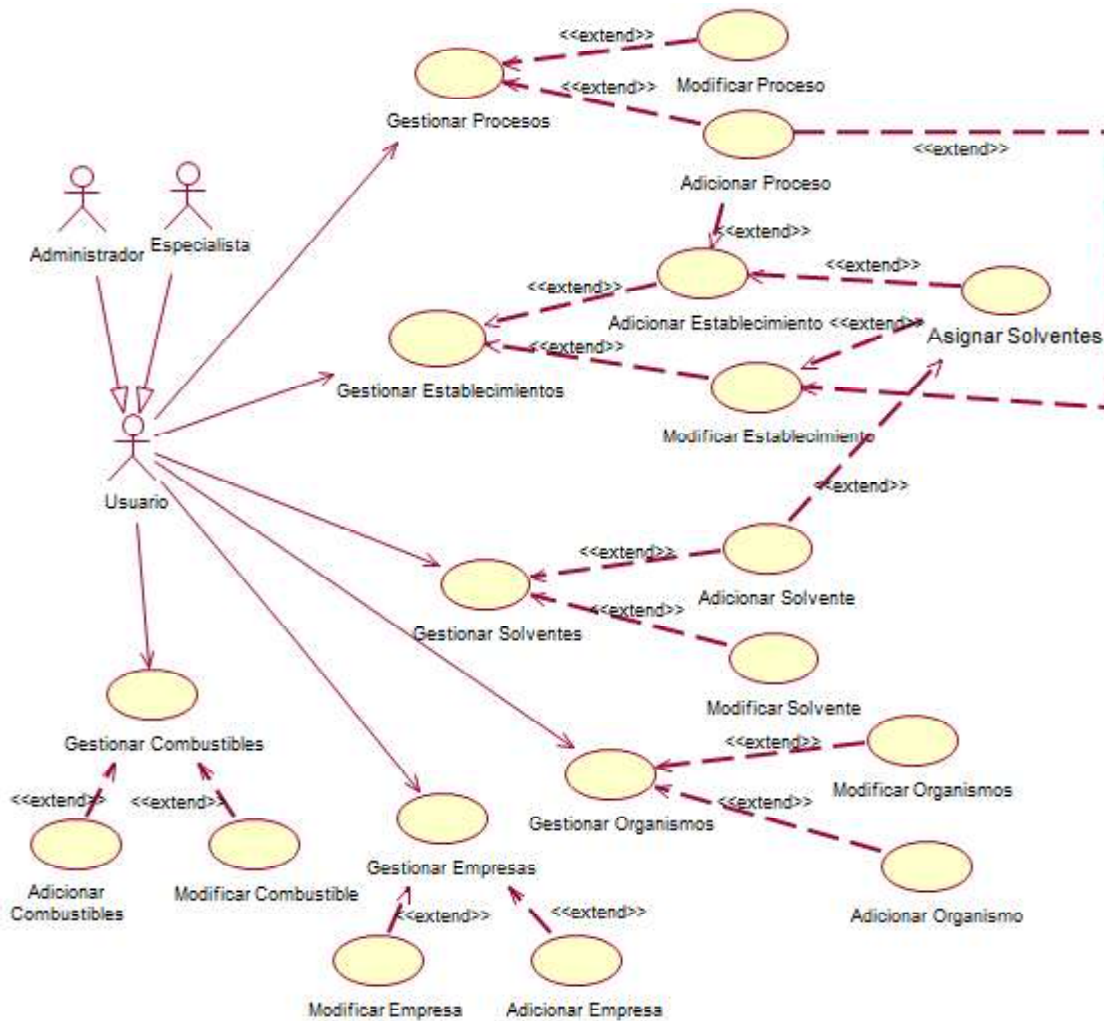 <<extend>>
Modificar Proceso
<<extend>>
Gestionar Procesos
<<extend>>
Adicionar Proceso
Administrador
Especialista
<<extend>>
<<extend>>
<<extend>>
Adicionar Establecimiento
<<extend>>
Asignar Solventes
<<extend>>
Gestionar Establecimientos
Modificar Establecimiento
Usuario
<<extend>>
<<extend>>
Adicionar Solvente
Gestionar Solventes
<<extend>>
Modificar Solvente
Gestionar Combustibles
<<extend>>
Modificar Organismos
<<extend>>
<<extend>>
<<extend>>
Gestionar Organismos
Gestionar Empresas
Adicionar
Combustibles
Modificar Combustible
<<extend>>
<<extend>>
Adicionar Organismo
Modificar Empresa
Adicionar Empresa